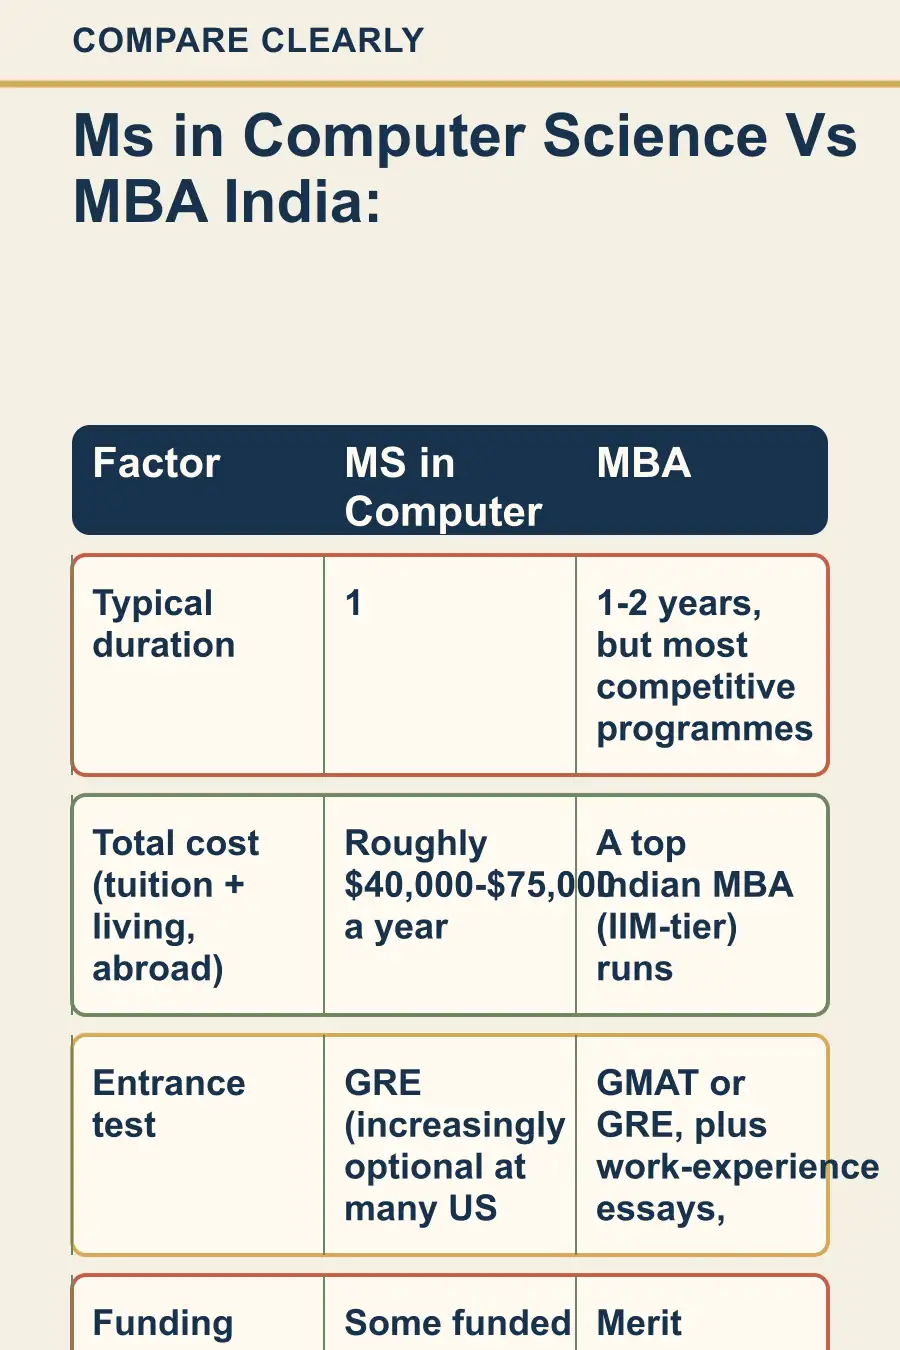 COMPARE CLEARLY
Ms in Computer Science Vs
MBA India:
Factor
MS in
Computer
MBA
Typical
duration
1
1-2 years,
but most
competitive
programmes
Total cost
(tuition +
living,
abroad)
Roughly
$40,000-$75,000
a year
A top
Indian MBA
(IIM-tier)
runs
Entrance
test
GRE
(increasingly
optional at
many US
GMAT or
GRE, plus
work-experience
essays,
Funding
Some funded
Merit